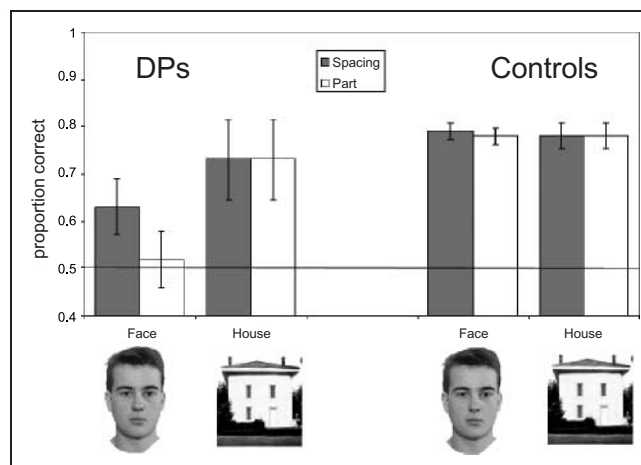 1
0.9
0.8
0.7
0.6
0.5
0.4
proportion correct
DPs
Spacing
Part
Controls
Face
House
Face
House